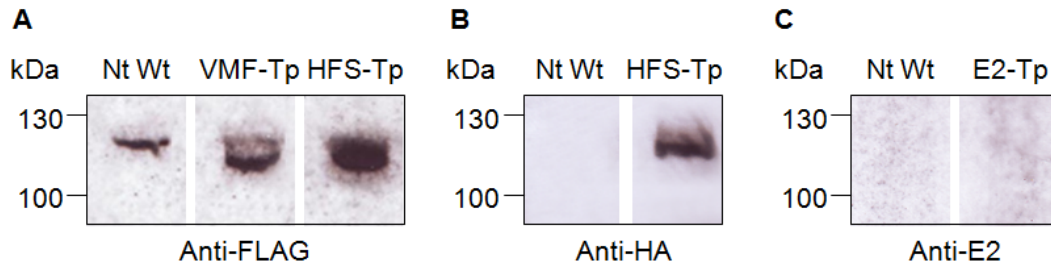 A B C
kDa Nt Wt VMF-Tp HFS-Tp kDa Nt Wt HFS-Tp kDa Nt Wt E2-Tp
130 130 130
100 100 100
Anti-FLAG Anti-HA Anti-E2